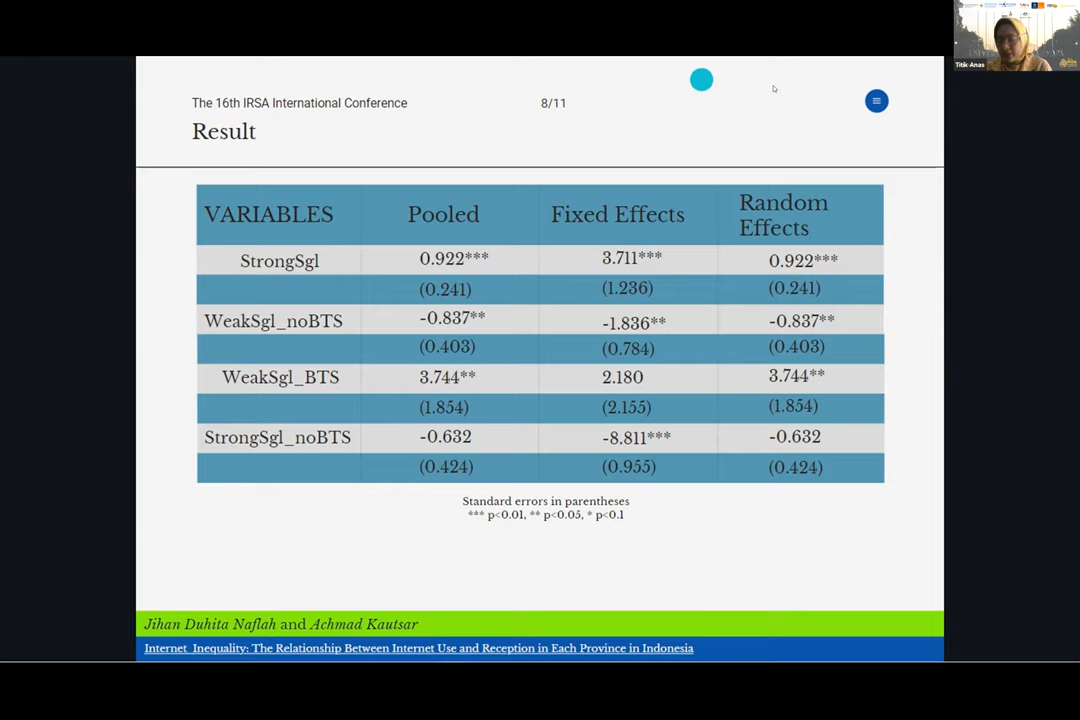 Titik Anas
The 16th IRSA International Conference
8/11
Result
VARIABLES Pooled Fixed Effects Random Effects
StrongSgl 0.922*** 3.711*** 0.922***
(0.241) (1.236) (0.241)
WeakSgl_noBTS -0.837** -1.836** -0.837**
(0.403) (0.784) (0.403)
WeakSgl_BTS 3.744** 2.180 3.744**
(1.854) (2.155) (1.854)
StrongSgl_noBTS -0.632 -8.811*** -0.632
(0.424) (0.955) (0.424)
Standard errors in parentheses
*** p<0.01, ** p<0.05, * p<0.1
Jihan Duhita Naflah and Achmad Kautsar
Internet Inequality: The Relationship Between Internet Use and Reception in Each Province in Indonesia